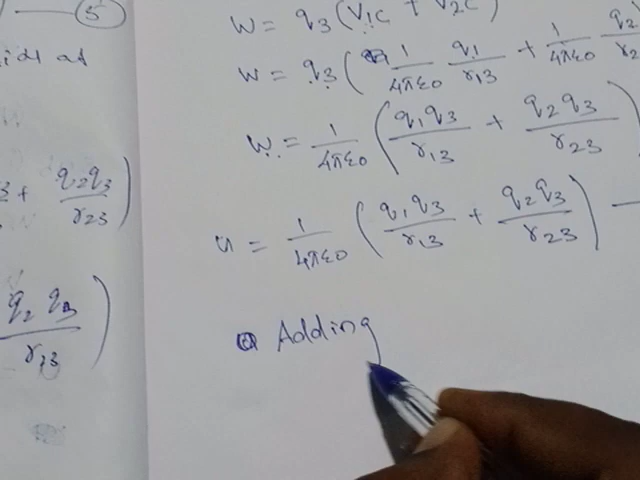 5
at
+ q2q3/r23)
q2 q3/r23)
W = q3 (V1c + V2c)
W = q3 ( 1/4πε0 q1/r13 + 1/4πε0 q2/r2
W = 1/4πε0 (q1q3/r13 + q2q3/r23)
u = 1/4πε0 (q1q3/r13 + q2q3/r23) —
Adding